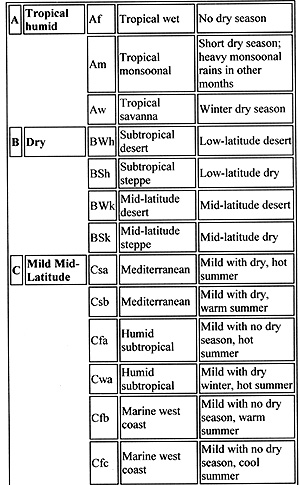 A Tropical humid Af Tropical wet No dry season
Am Tropical monsoonal Short dry season; heavy monsoonal rains in other months
Aw Tropical savanna Winter dry season
B Dry BWh Subtropical desert Low-latitude desert
BSh Subtropical steppe Low-latitude dry
BWk Mid-latitude desert Mid-latitude desert
BSk Mid-latitude steppe Mid-latitude dry
C Mild Mid-Latitude Csa Mediterranean Mild with dry, hot summer
Csb Mediterranean Mild with dry, warm summer
Cfa Humid subtropical Mild with no dry season, hot summer
Cwa Humid subtropical Mild with dry winter, hot summer
Cfb Marine west coast Mild with no dry season, warm summer
Cfc Marine west coast Mild with no dry season, cool summer